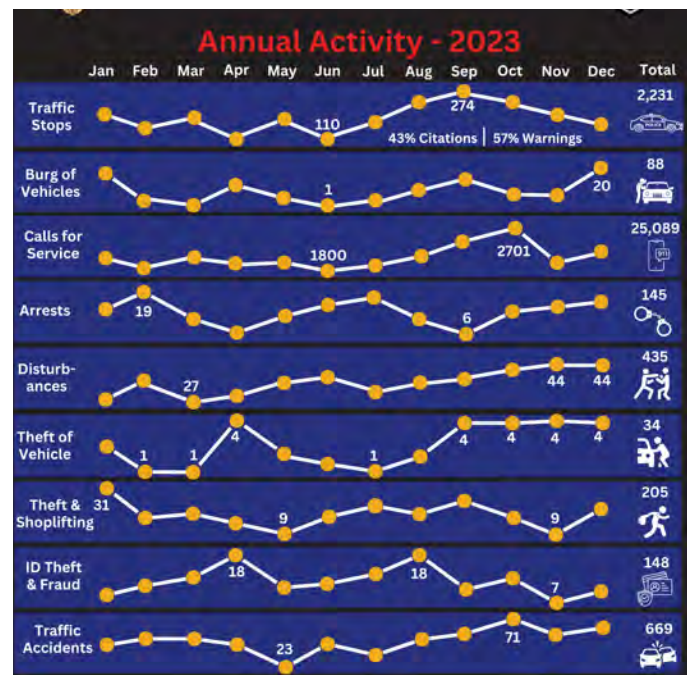 Annual Activity - 2023
Jan Feb Mar Apr May Jun Jul Aug Sep Oct Nov Dec Total
Traffic
Stops
110
274
2,231
43% Citations | 57% Warnings
Burg of
Vehicles
1
20
88
Calls for
Service
1800
2701
25,089
911
Arrests
19
6
145
Disturb-
ances
27
44
44
435
Theft of
Vehicle
1
1
4
1
4
4
4
4
34
Theft &
Shoplifting
31
9
9
205
ID Theft
& Fraud
18
18
7
148
Traffic
Accidents
23
71
669